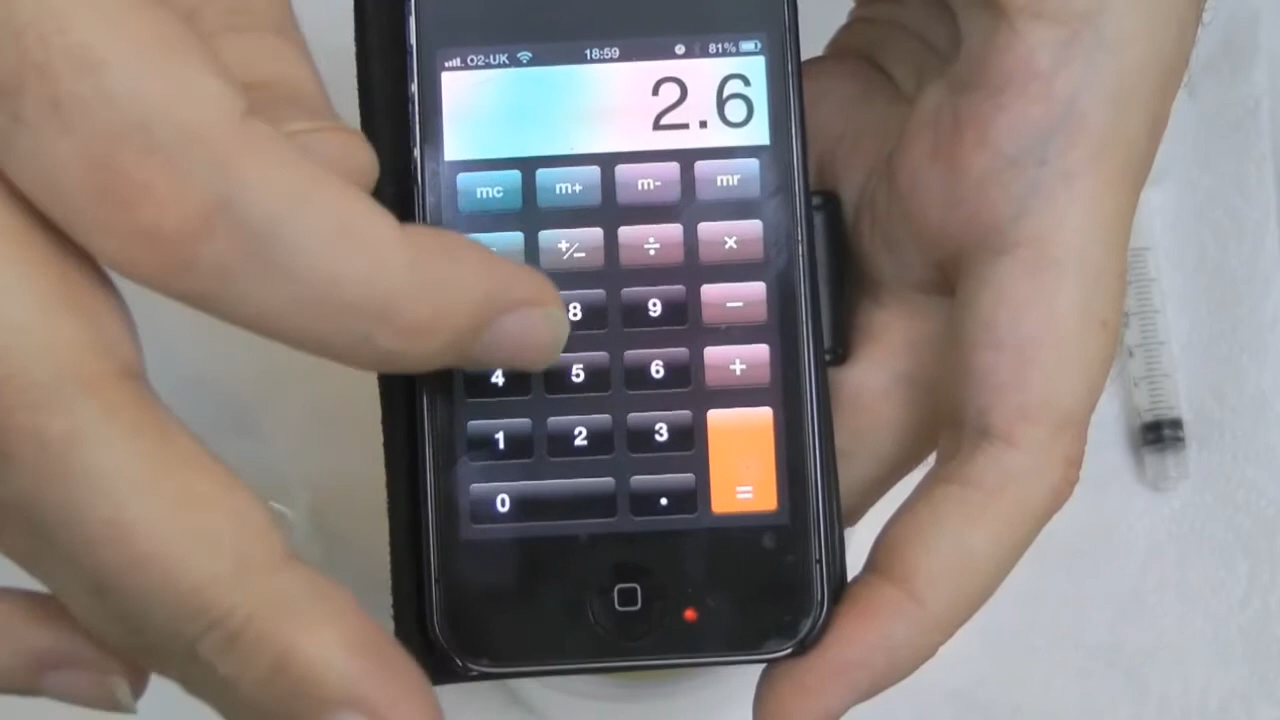 O2-UK 18:59 81%
2.6
mc m+ m- mr
+/− ÷ ×
8 9 −
4 5 6 +
1 2 3
0 . =